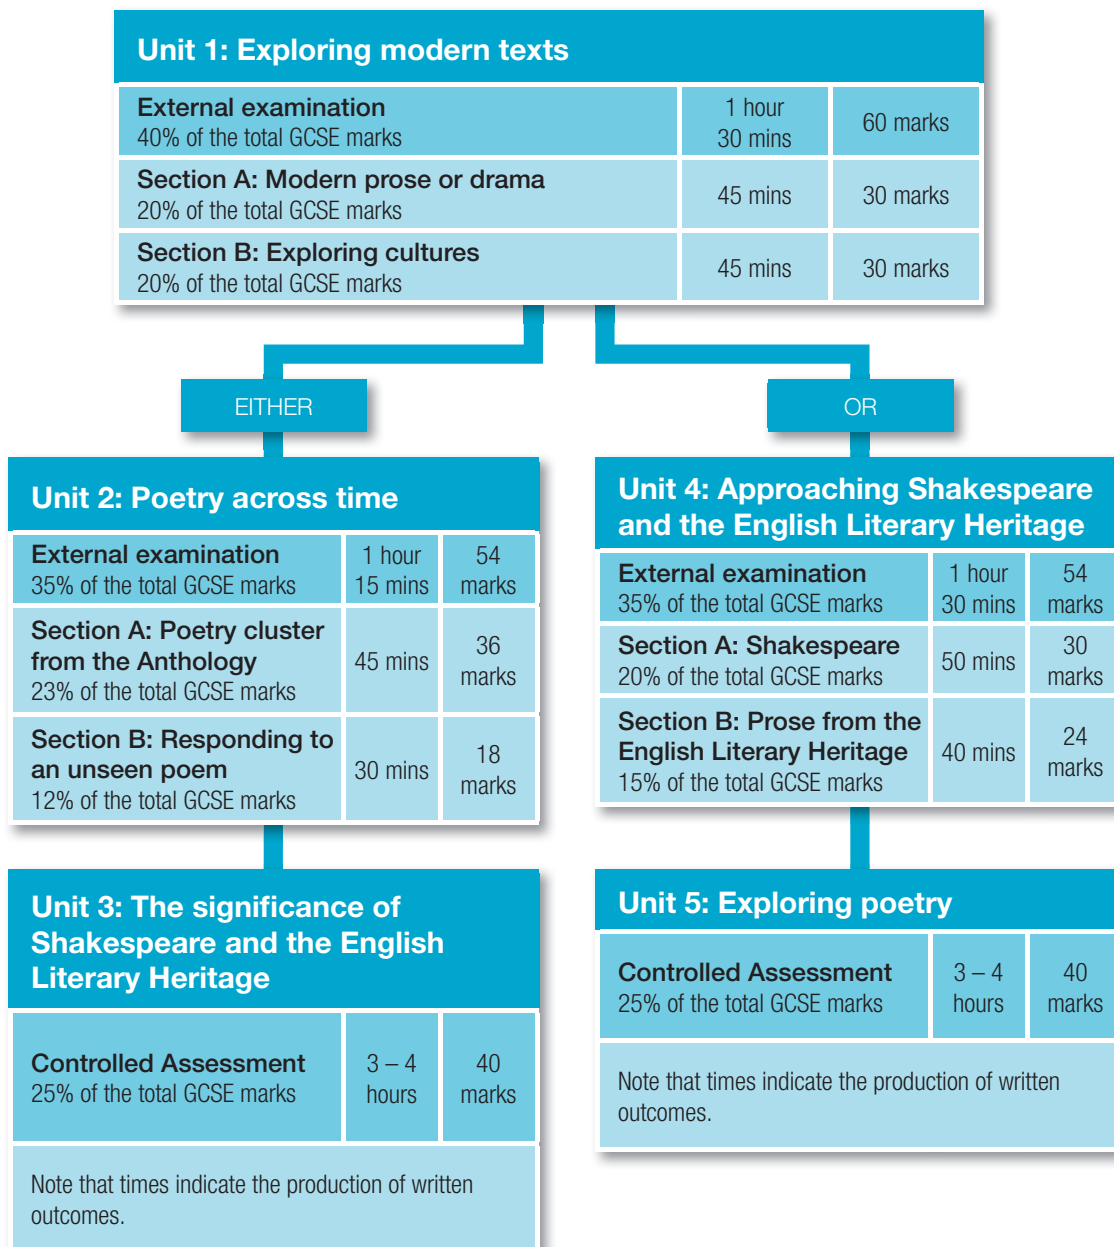 Unit 1: Exploring modern texts
External examination
40% of the total GCSE marks
1 hour
30 mins
60 marks
Section A: Modern prose or drama
20% of the total GCSE marks
45 mins
30 marks
Section B: Exploring cultures
20% of the total GCSE marks
45 mins
30 marks
EITHER
OR
Unit 2: Poetry across time
External examination
35% of the total GCSE marks
1 hour
15 mins
54
marks
Section A: Poetry cluster
from the Anthology
23% of the total GCSE marks
45 mins
36
marks
Section B: Responding to
an unseen poem
12% of the total GCSE marks
30 mins
18
marks
Unit 4: Approaching Shakespeare
and the English Literary Heritage
External examination
35% of the total GCSE marks
1 hour
30 mins
54
marks
Section A: Shakespeare
20% of the total GCSE marks
50 mins
30
marks
Section B: Prose from the
English Literary Heritage
15% of the total GCSE marks
40 mins
24
marks
Unit 3: The significance of
Shakespeare and the English
Literary Heritage
Controlled Assessment
25% of the total GCSE marks
3 – 4
hours
40
marks
Note that times indicate the production of written
outcomes.
Unit 5: Exploring poetry
Controlled Assessment
25% of the total GCSE marks
3 – 4
hours
40
marks
Note that times indicate the production of written
outcomes.